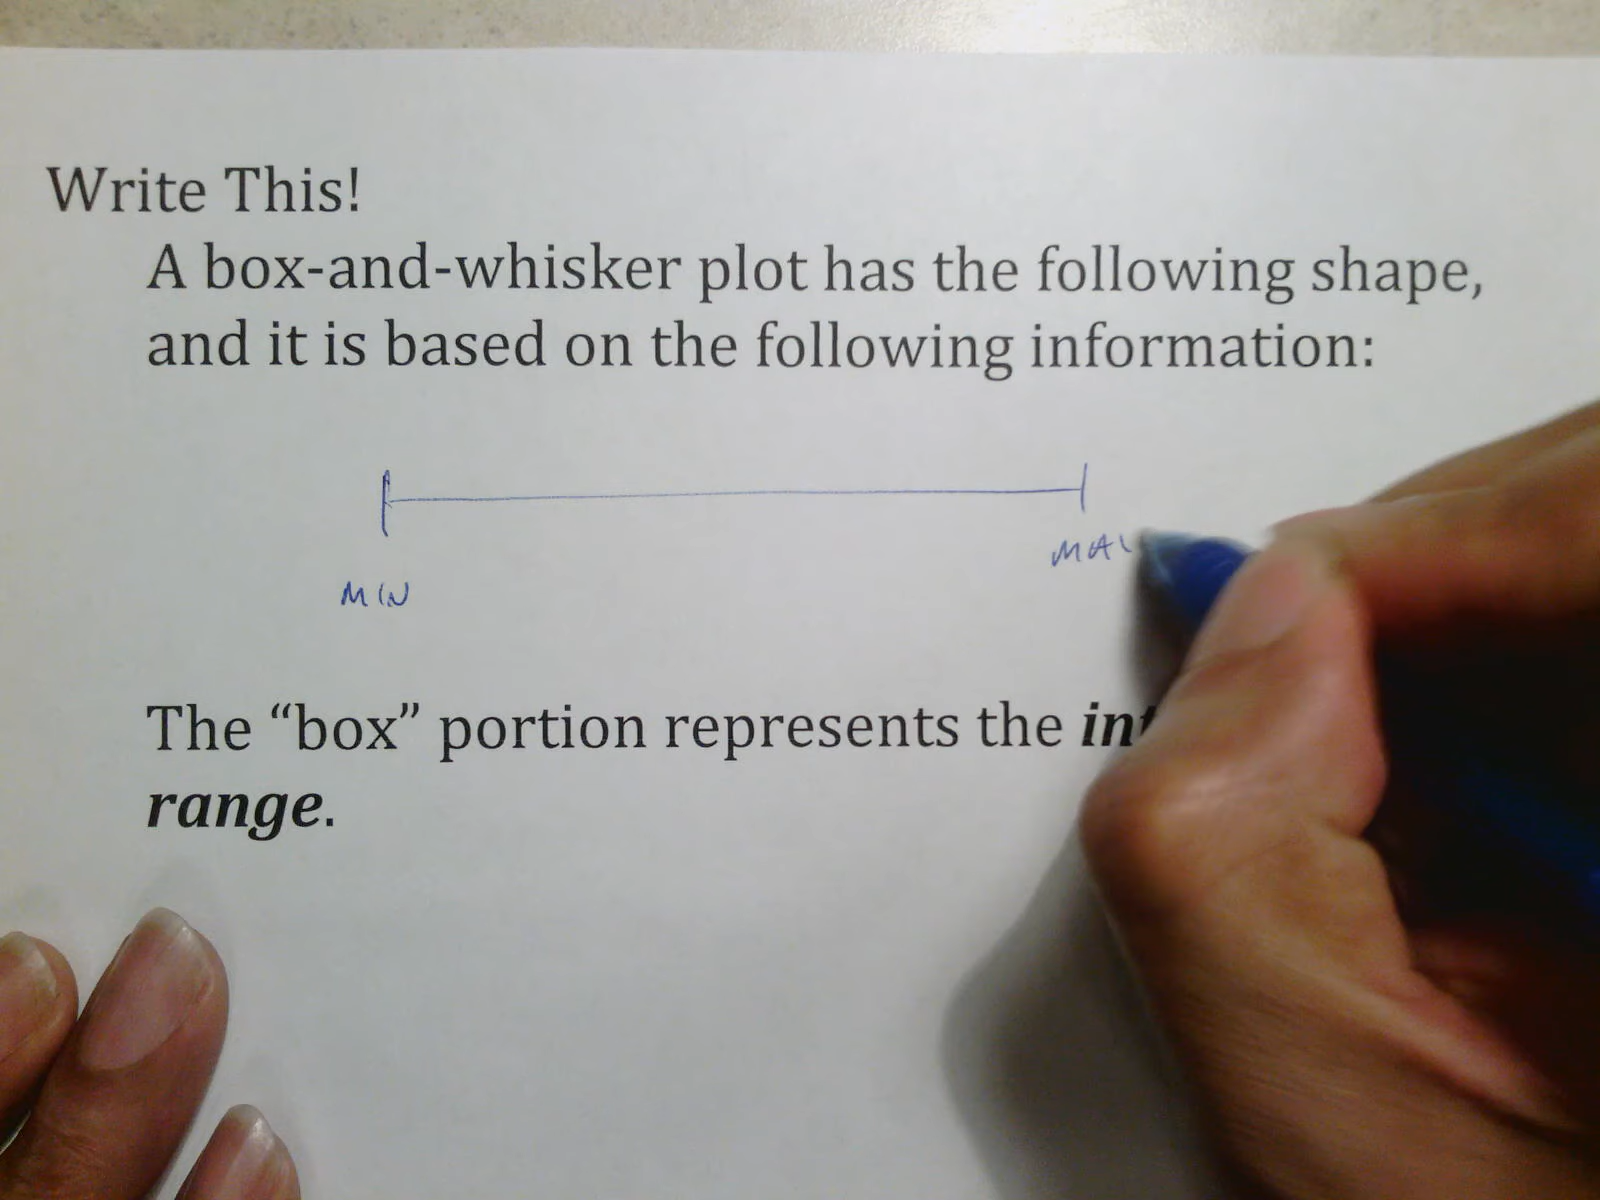 Write This!
A box-and-whisker plot has the following shape,
and it is based on the following information:
MIN
The “box” portion represents the
range.